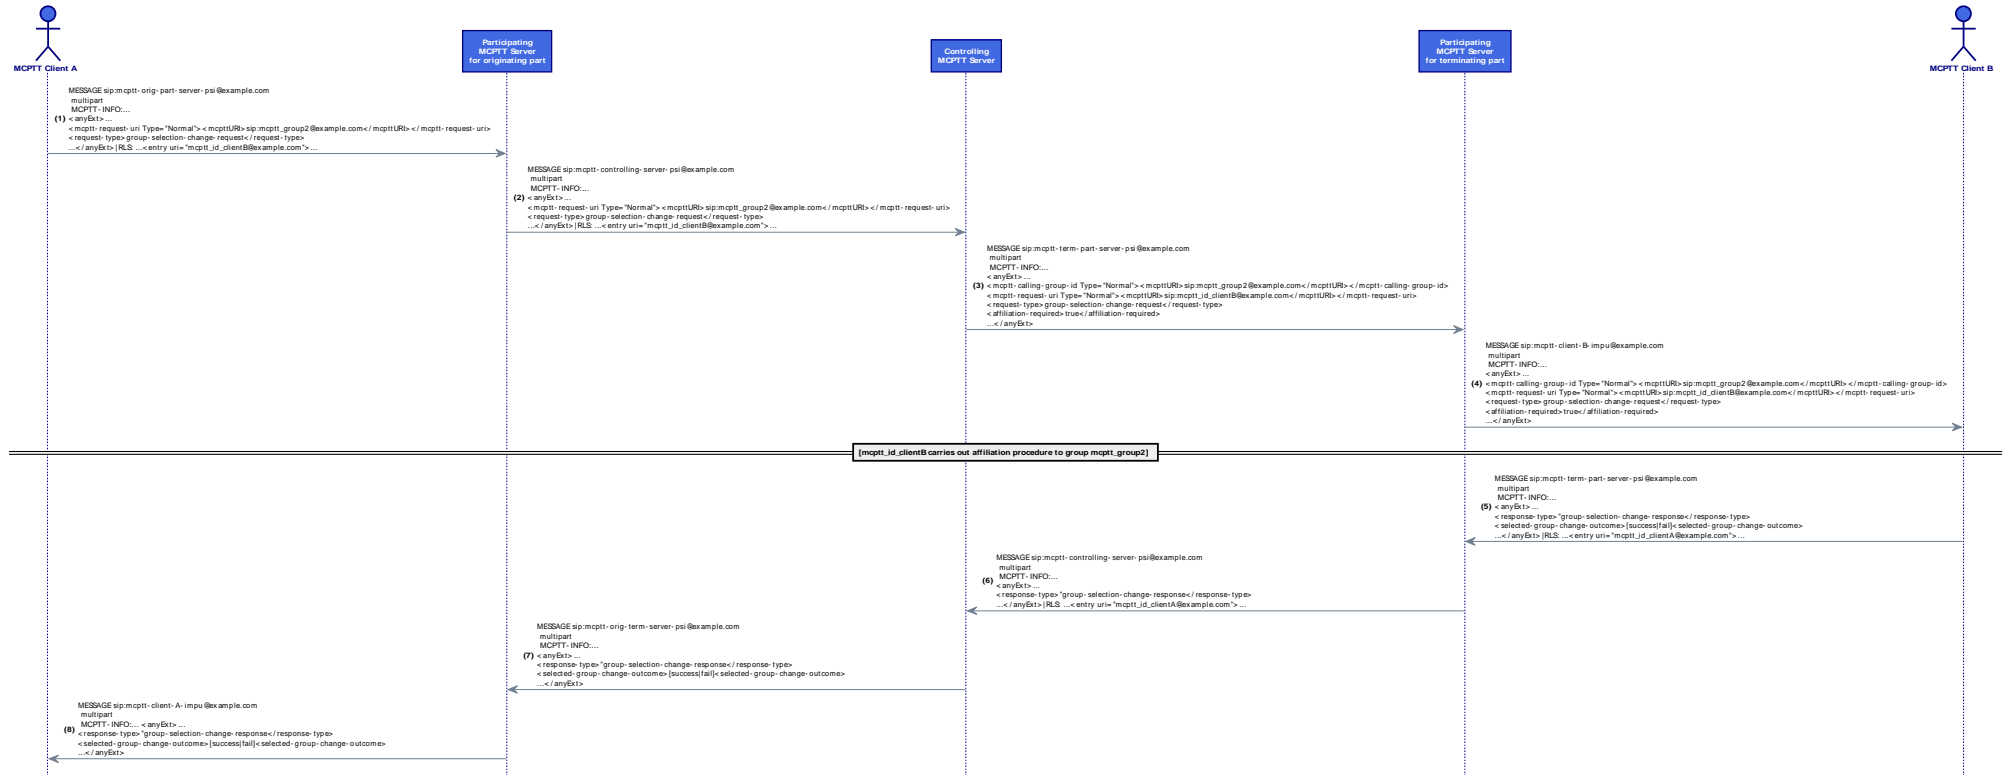 MCPTT Client A
Participating
MCPTT Server
for originating part
Controlling
MCPTT Server
Participating
MCPTT Server
for terminating part
MCPTT Client B
MESSAGE sip:mcptt-orig-part-server-psi@example.com
multipart
MCPTT-INFO:...
(1) <anyExt> ...
<mcptt-request-uri Type="Normal"><mcpttURI>sip:mcptt_group2@example.com</mcpttURI></mcptt-request-uri>
<request-type>group-selection-change-request</request-type>
...</anyExt>|RLS: ...<entry uri="mcptt_id_clientB@example.com"> ...
MESSAGE sip:mcptt-controlling-server-psi@example.com
multipart
MCPTT-INFO:...
(2) <anyExt> ...
<mcptt-request-uri Type="Normal"><mcpttURI>sip:mcptt_group2@example.com</mcpttURI></mcptt-request-uri>
<request-type>group-selection-change-request</request-type>
...</anyExt>|RLS: ...<entry uri="mcptt_id_clientB@example.com"> ...
MESSAGE sip:mcptt-term-part-server-psi@example.com
multipart
MCPTT-INFO:...
<anyExt> ...
(3) <mcptt-calling-group-id Type="Normal"><mcpttURI>sip:mcptt_group2@example.com</mcpttURI></mcptt-calling-group-id>
<mcptt-request-uri Type="Normal"><mcpttURI>sip:mcptt_id_clientB@example.com</mcpttURI></mcptt-request-uri>
<request-type>group-selection-change-request</request-type>
<affiliation-required>true</affiliation-required>
...</anyExt>
MESSAGE sip:mcptt-client-B-impu@example.com
multipart
MCPTT-INFO:...
<anyExt> ...
(4) <mcptt-calling-group-id Type="Normal"><mcpttURI>sip:mcptt_group2@example.com</mcpttURI></mcptt-calling-group-id>
<mcptt-request-uri Type="Normal"><mcpttURI>sip:mcptt_id_clientB@example.com</mcpttURI></mcptt-request-uri>
<request-type>group-selection-change-request</request-type>
<affiliation-required>true</affiliation-required>
...</anyExt>
[mcptt_id_clientB carries out affiliation procedure to group mcptt_group2]
MESSAGE sip:mcptt-term-part-server-psi@example.com
multipart
MCPTT-INFO:...
(5) <anyExt> ...
<response-type>"group-selection-change-response</response-type>
<selected-group-change-outcome>[success|fail]<selected-group-change-outcome>
...</anyExt>|RLS: ...<entry uri="mcptt_id_clientA@example.com"> ...
MESSAGE sip:mcptt-controlling-server-psi@example.com
multipart
MCPTT-INFO:...
(6) <anyExt> ...
<response-type>"group-selection-change-response</response-type>
...</anyExt>|RLS: ...<entry uri="mcptt_id_clientA@example.com"> ...
MESSAGE sip:mcptt-orig-term-server-psi@example.com
multipart
MCPTT-INFO:...
(7) <anyExt> ...
<response-type>"group-selection-change-response</response-type>
<selected-group-change-outcome>[success|fail]<selected-group-change-outcome>
...</anyExt>
MESSAGE sip:mcptt-client-A-impu@example.com
multipart
MCPTT-INFO:... <anyExt> ...
(8) <response-type>"group-selection-change-response</response-type>
<selected-group-change-outcome>[success|fail]<selected-group-change-outcome>
...</anyExt>